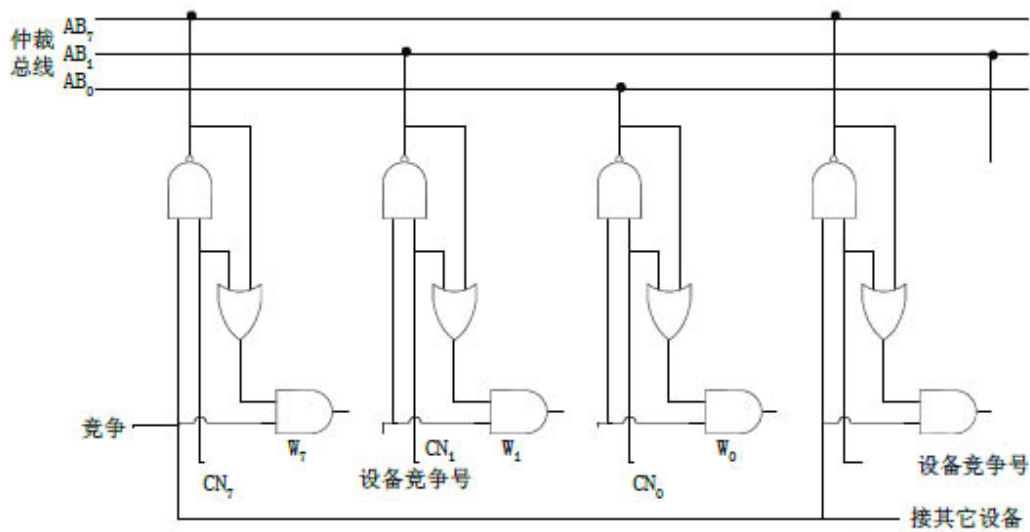 仲裁
总线
AB₇
AB₁
AB₀
竞争
W₇
W₁
W₀
CN₇
CN₁
设备竞争号
CN₀
设备竞争号
接其它设备